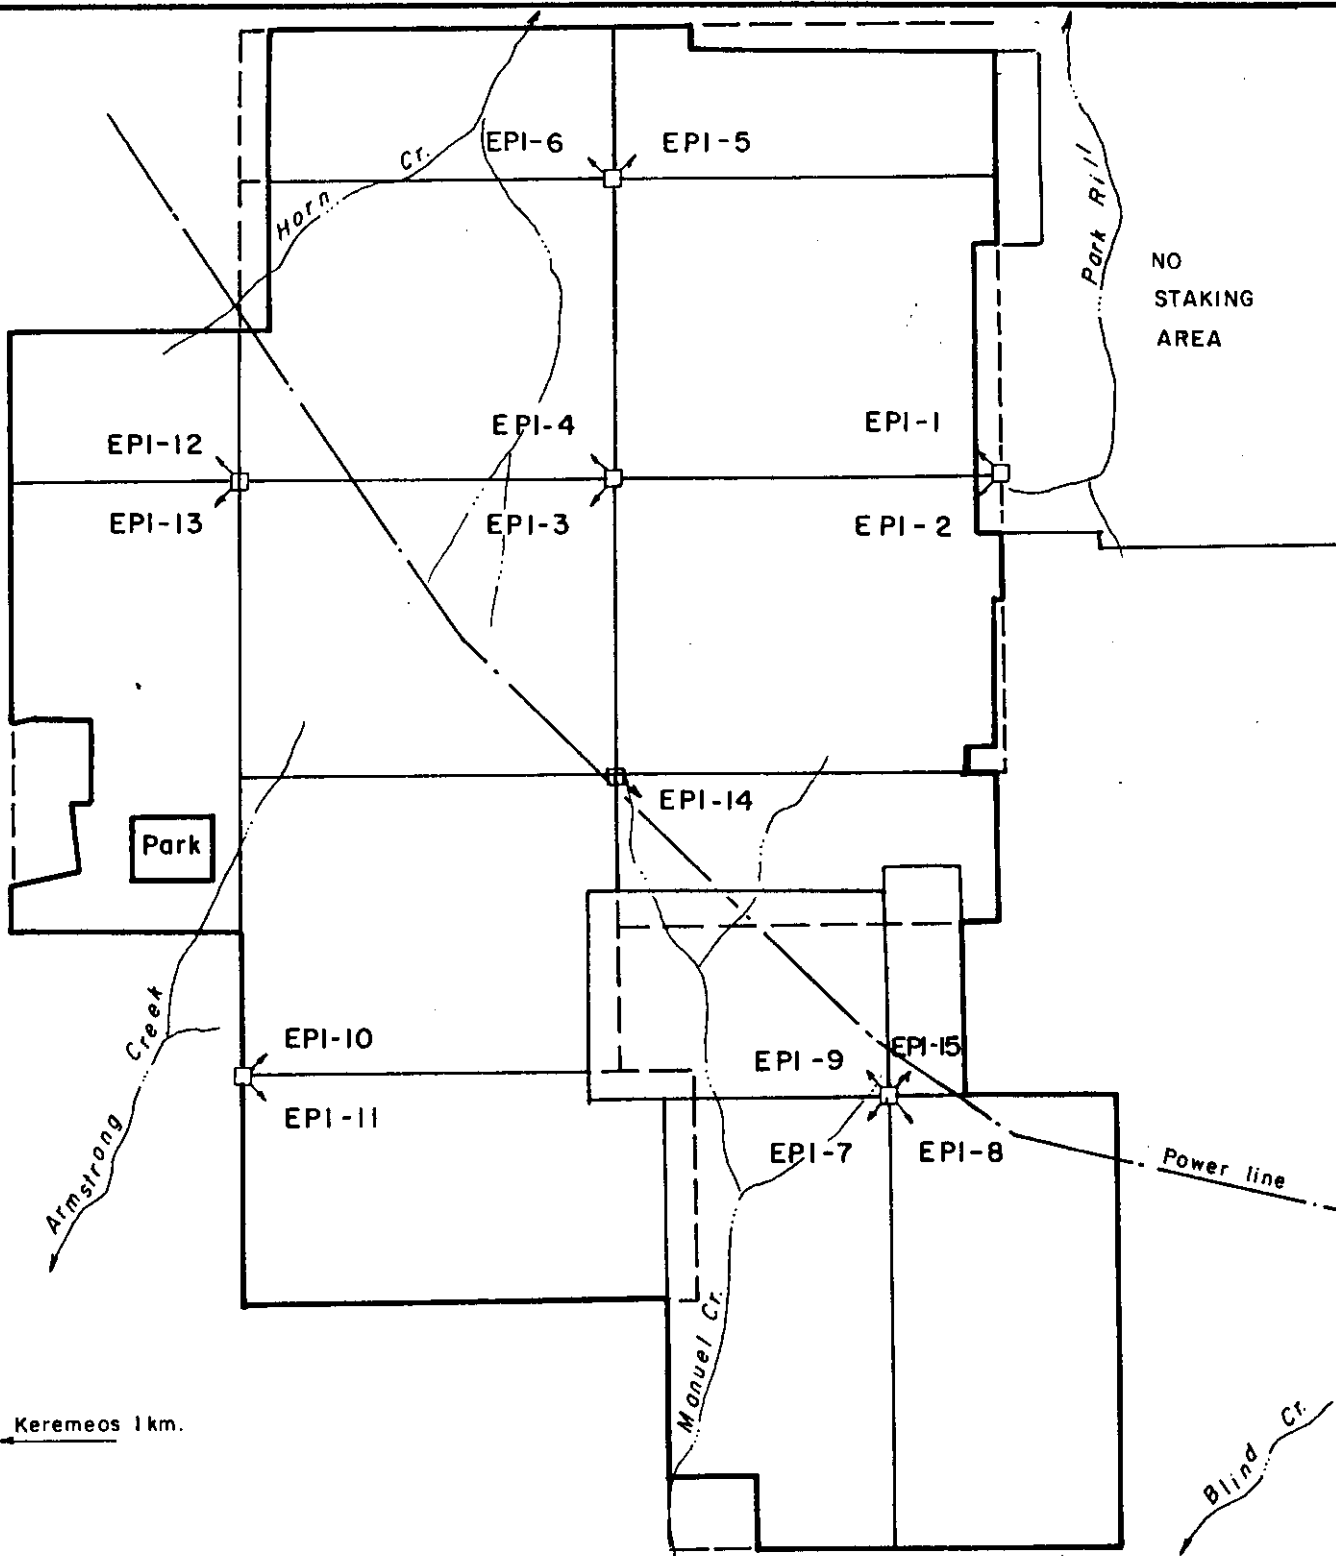 EPI-6
EPI-5
Horn Cr.
Park Rill
NO
STAKING
AREA
EPI-12
EPI-4
EPI-1
EPI-13
EPI-3
EPI-2
EPI-14
Park
Armstrong Creek
EPI-10
EPI-9
EPI-15
EPI-11
EPI-7
EPI-8
Power line
Manuel Cr.
Keremeos 1 km.
Blind Cr.